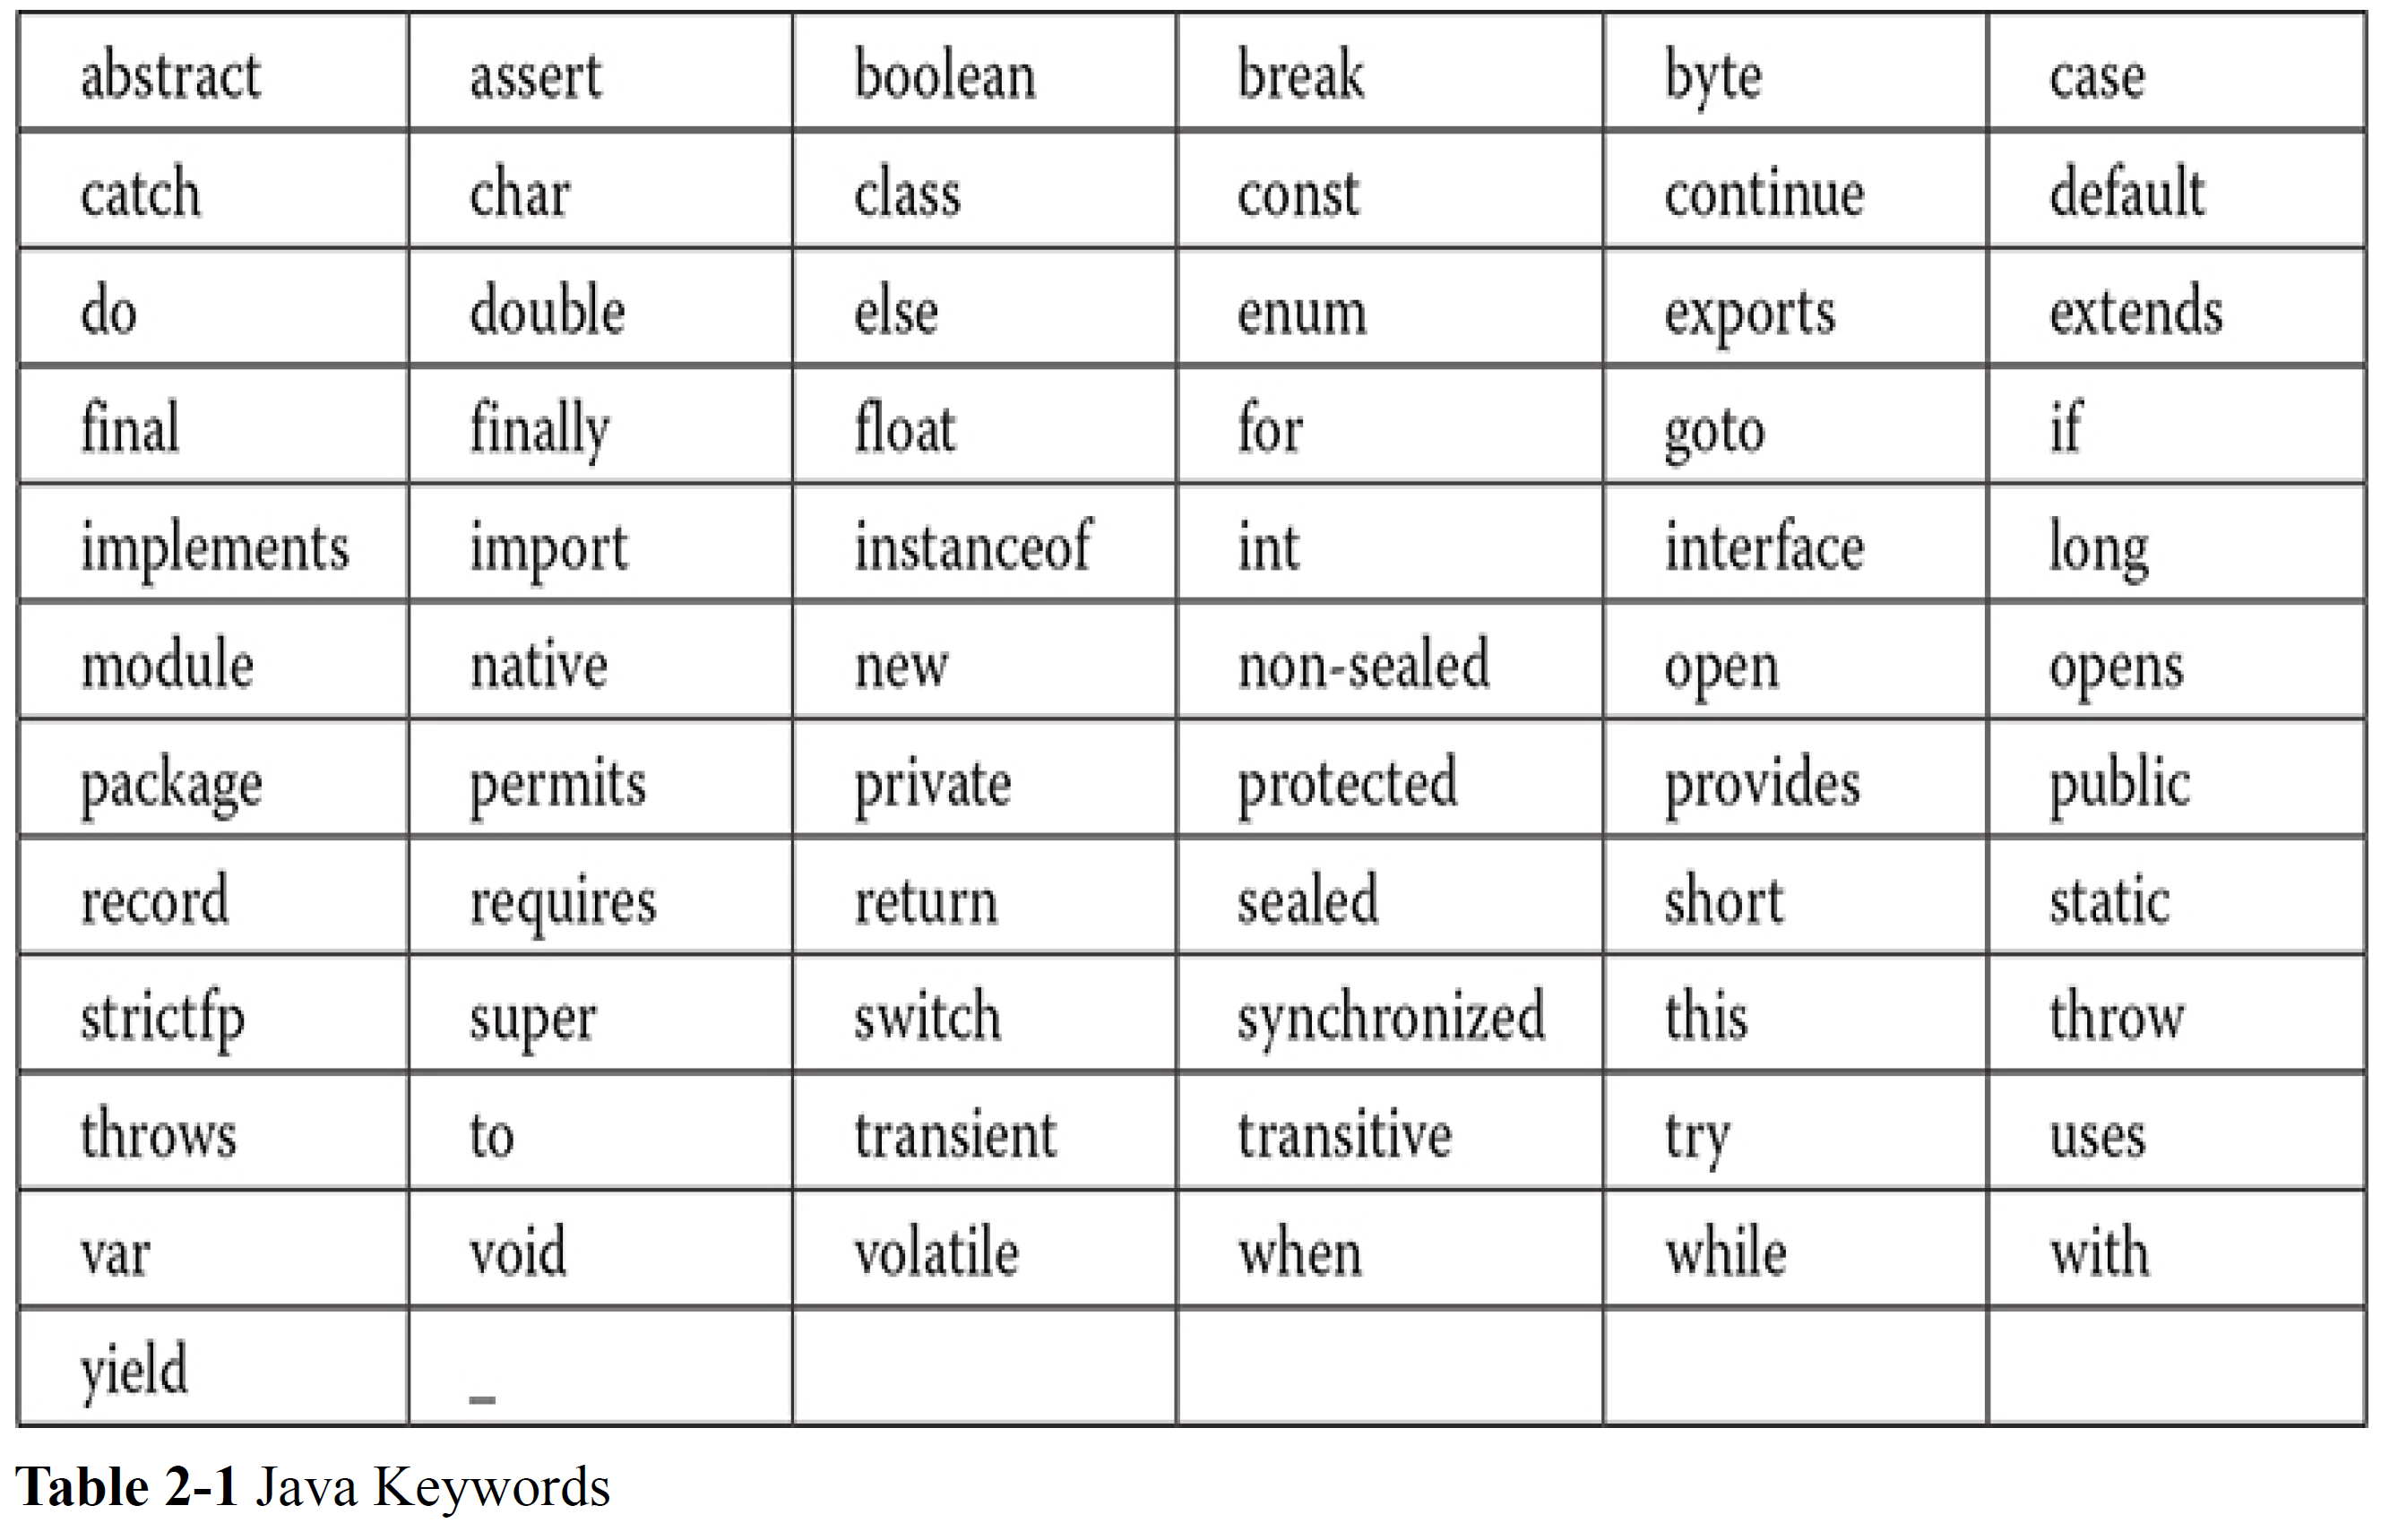 abstract assert boolean break byte case
catch char class const continue default
do double else enum exports extends
final finally float for goto if
implements import instanceof int interface long
module native new non-sealed open opens
package permits private protected provides public
record requires return sealed short static
strictfp super switch synchronized this throw
throws to transient transitive try uses
var void volatile when while with
yield _
Table 2-1 Java Keywords